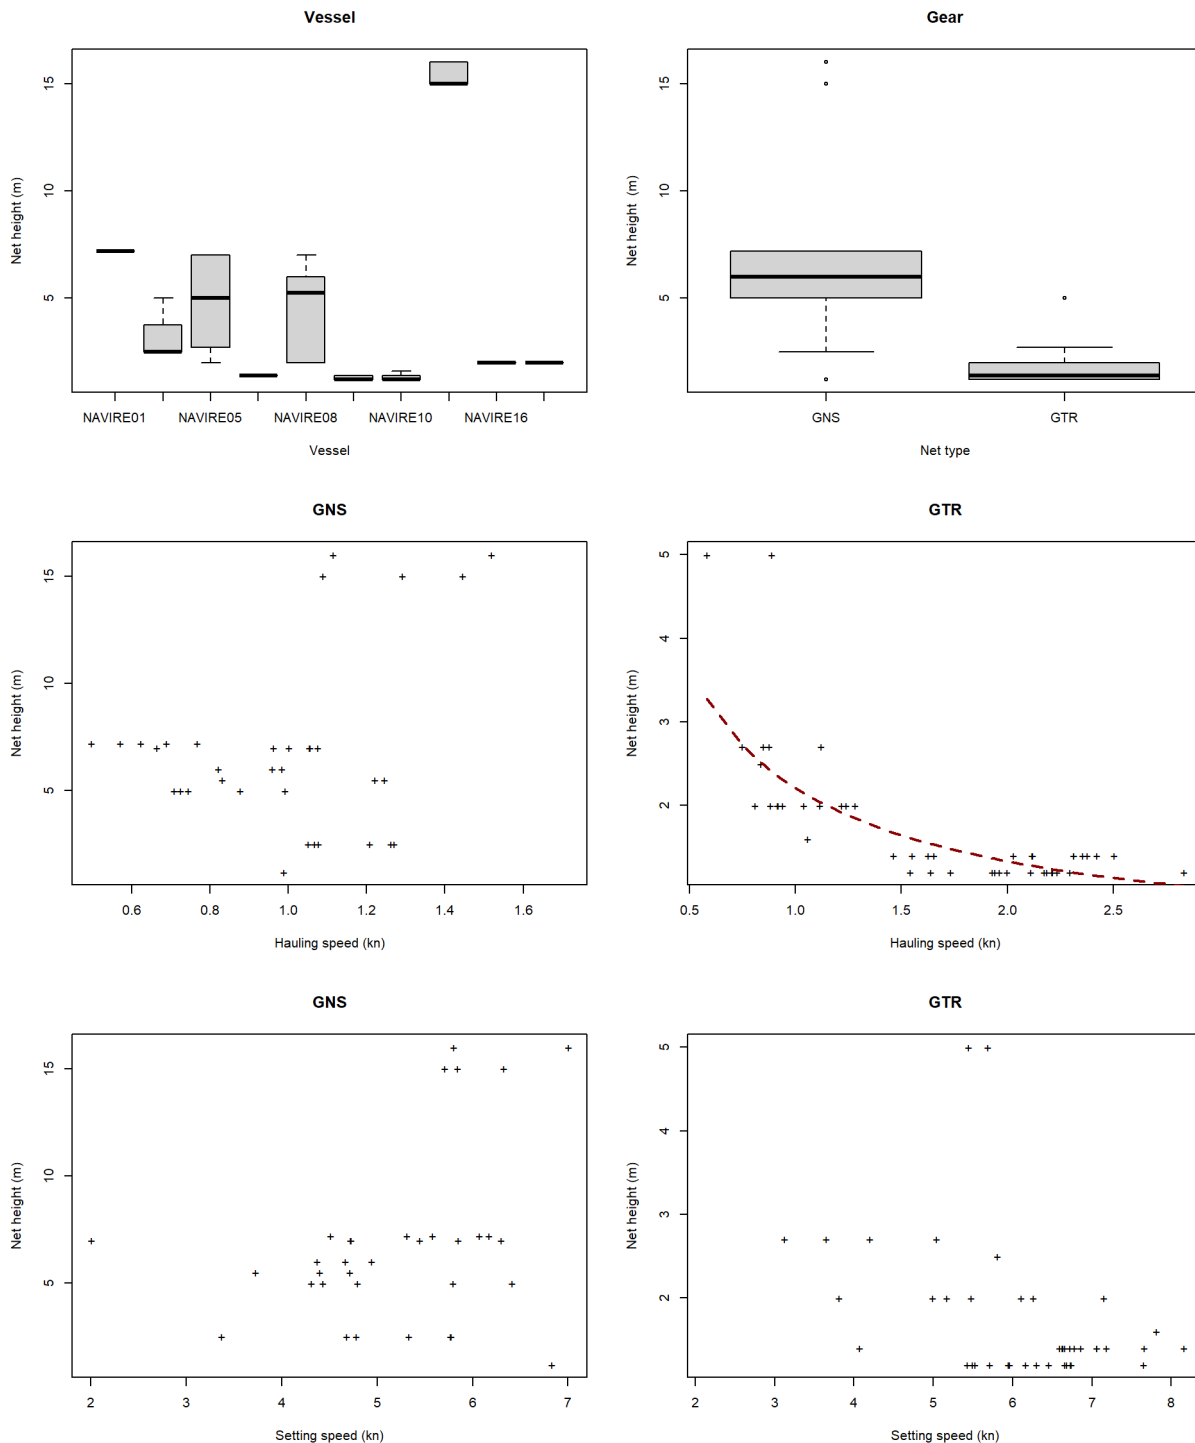 Vessel
Net height (m)
15
10
5
NAVIRE01 NAVIRE05 NAVIRE08 NAVIRE10 NAVIRE16
Vessel
Gear
Net height  (m)
15
10
5
GNS GTR
Net type
GNS
Net height (m)
15
10
5
0.6 0.8 1.0 1.2 1.4 1.6
Hauling speed (kn)
GTR
Net height (m)
5
4
3
2
0.5 1.0 1.5 2.0 2.5
Hauling speed (kn)
GNS
Net height (m)
15
10
5
2 3 4 5 6 7
Setting speed (kn)
GTR
Net height (m)
5
4
3
2
2 3 4 5 6 7 8
Setting speed (kn)